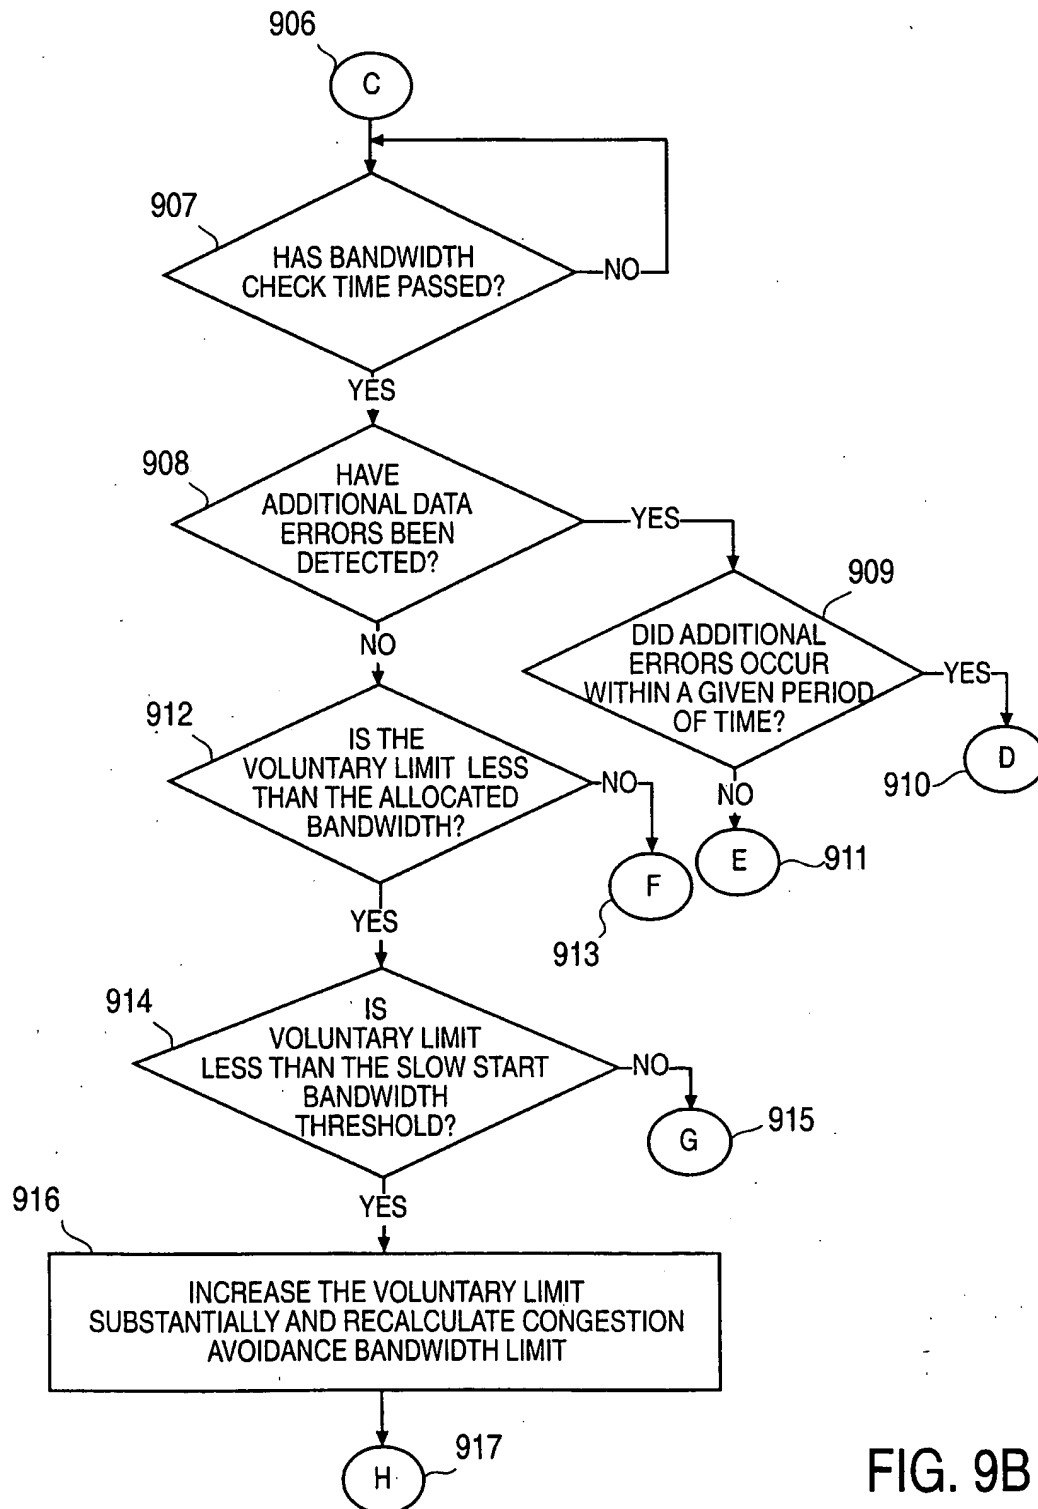 906
C
907
HAS BANDWIDTH
CHECK TIME PASSED?
NO
YES
908
HAVE
ADDITIONAL DATA
ERRORS BEEN
DETECTED?
YES
909
DID ADDITIONAL
ERRORS OCCUR
WITHIN A GIVEN PERIOD
OF TIME?
YES
D
910
NO
E
911
NO
912
IS THE
VOLUNTARY LIMIT LESS
THAN THE ALLOCATED
BANDWIDTH?
NO
F
913
YES
914
IS
VOLUNTARY LIMIT
LESS THAN THE SLOW START
BANDWIDTH
THRESHOLD?
NO
G
915
YES
916
INCREASE THE VOLUNTARY LIMIT
SUBSTANTIALLY AND RECALCULATE CONGESTION
AVOIDANCE BANDWIDTH LIMIT
H
917
FIG. 9B